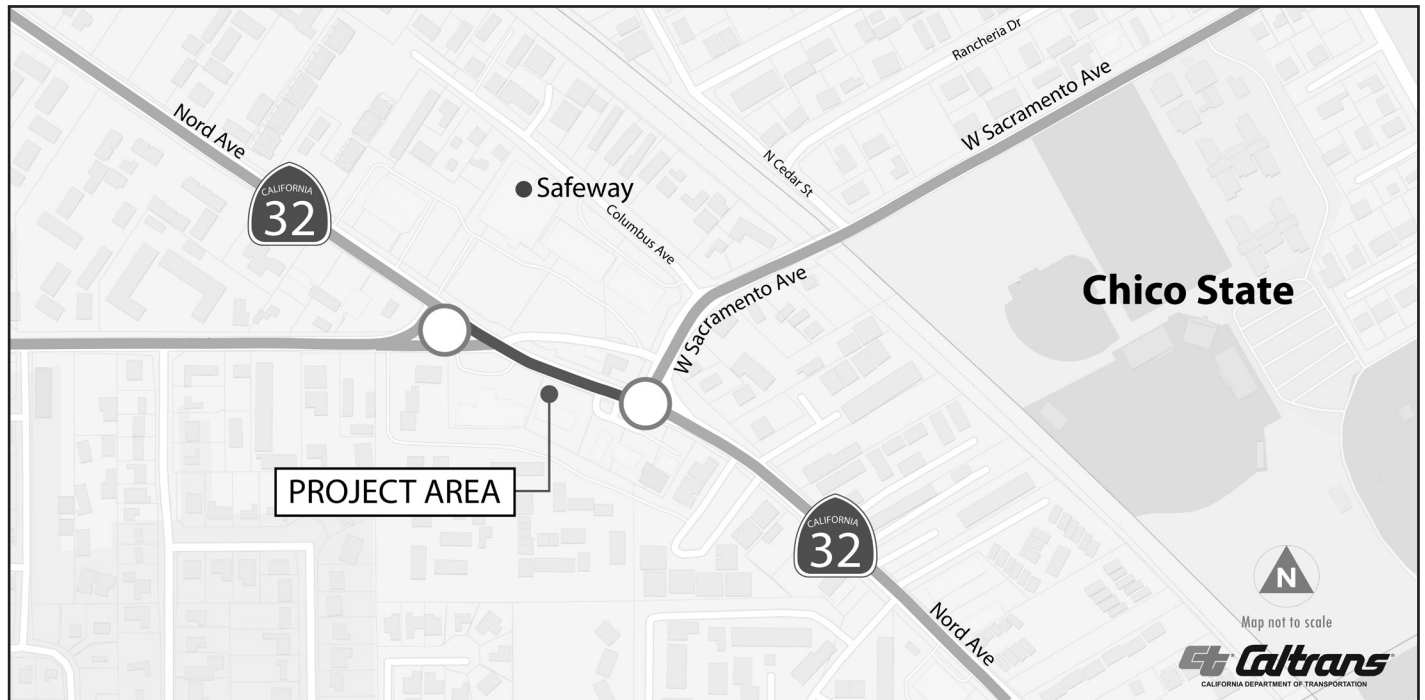 Rancheria Dr
W Sacramento Ave
Nord Ave
N Cedar St
CALIFORNIA
32
Safeway
Columbus Ave
W Sacramento Ave
Chico State
PROJECT AREA
CALIFORNIA
32
Nord Ave
N
Map not to scale
ct Caltrans
CALIFORNIA DEPARTMENT OF TRANSPORTATION